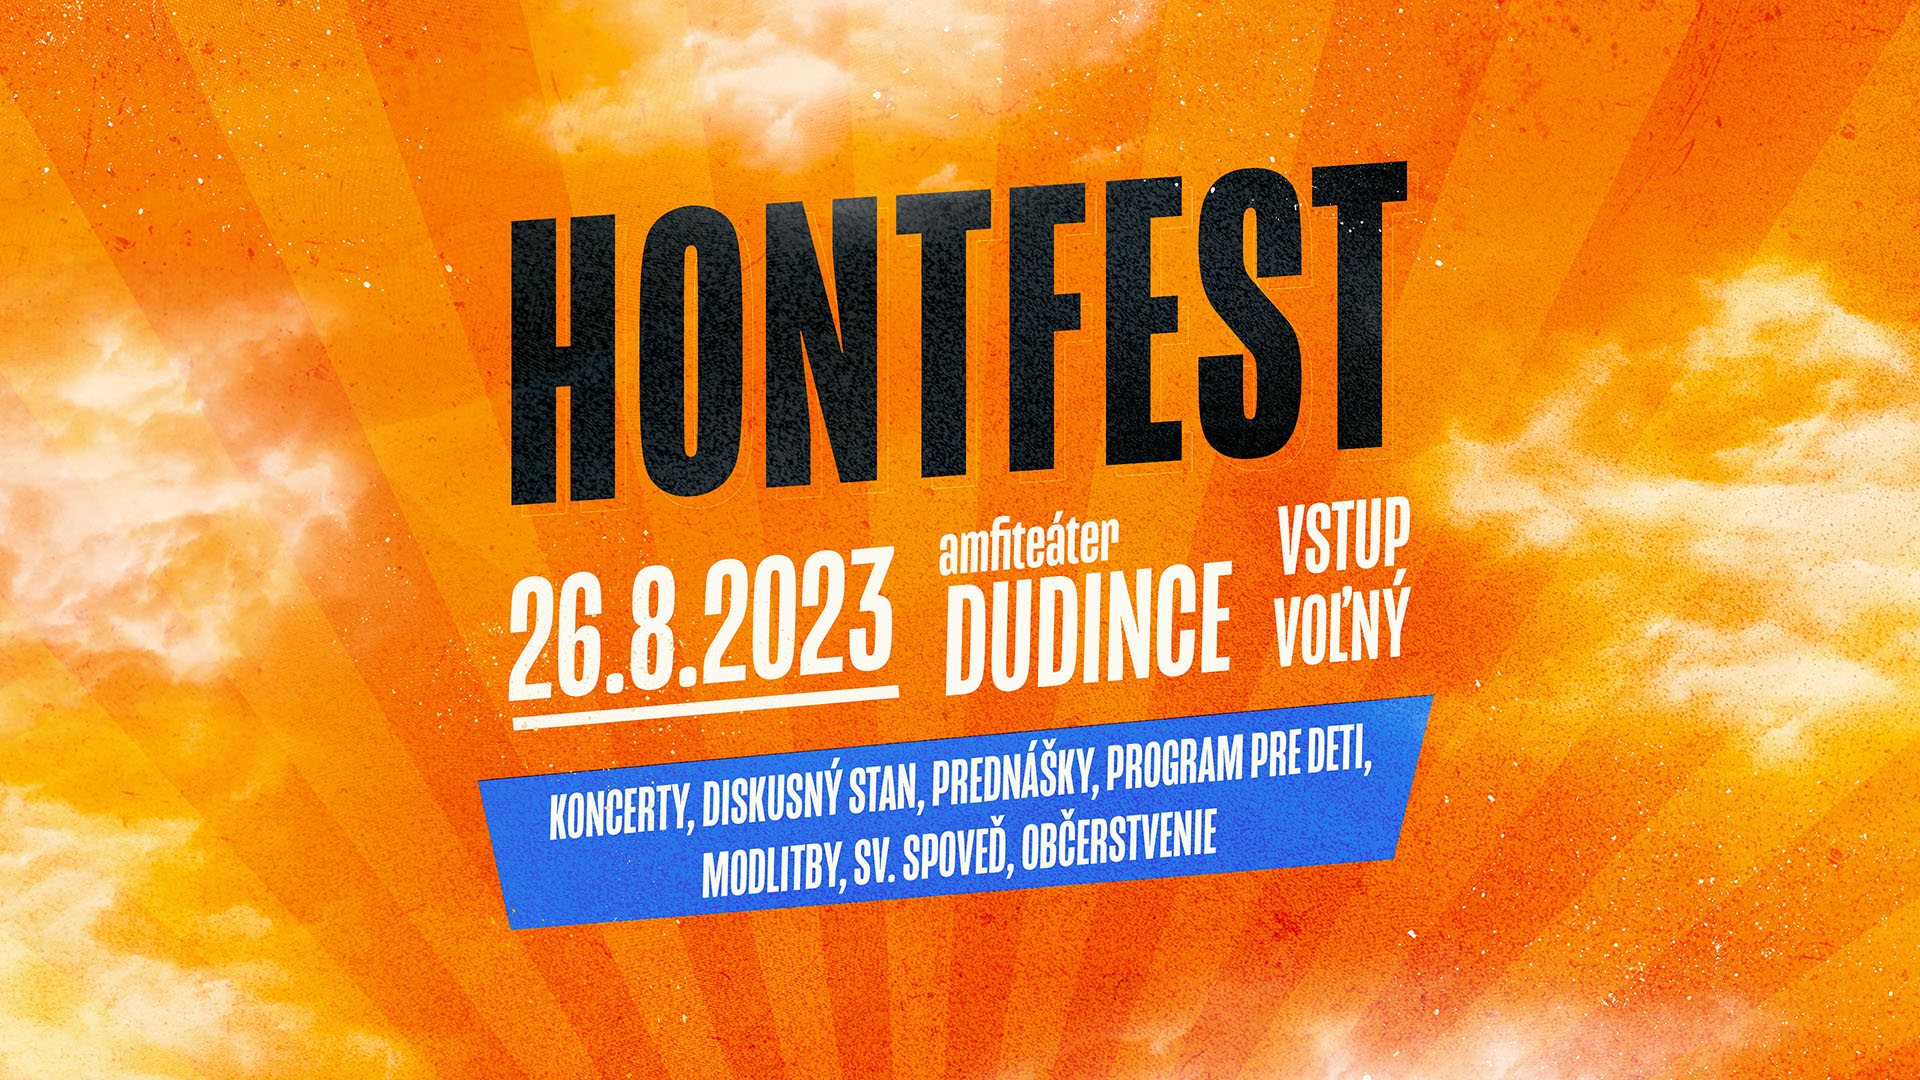 HONTFEST
26.8.2023
amfiteáter
DUDINCE
VSTUP
VOĽNÝ
KONCERTY, DISKUSNÝ STAN, PREDNÁŠKY, PROGRAM PRE DETI,
MODLITBY, SV. SPOVEĎ, OBČERSTVENIE